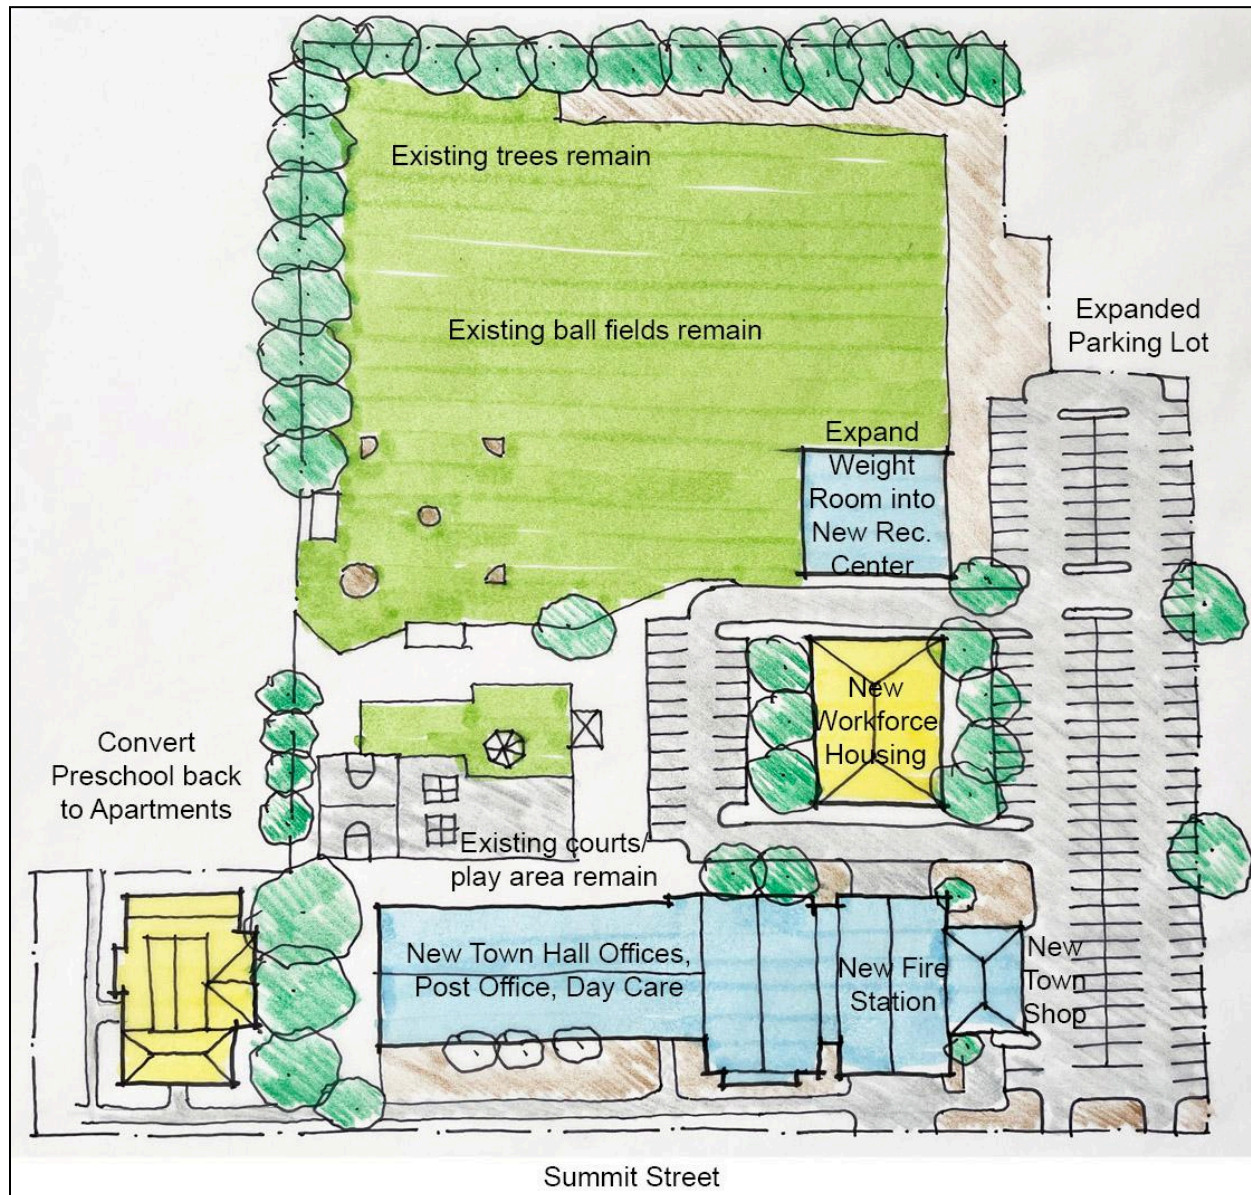 Existing trees remain
Existing ball fields remain
Expanded
Parking Lot
Expand
Weight
Room into
New Rec.
Center
New
Workforce
Housing
Convert
Preschool back
to Apartments
Existing courts/
play area remain
New Town Hall Offices,
Post Office, Day Care
New Fire
Station
New
Town
Shop
Summit Street